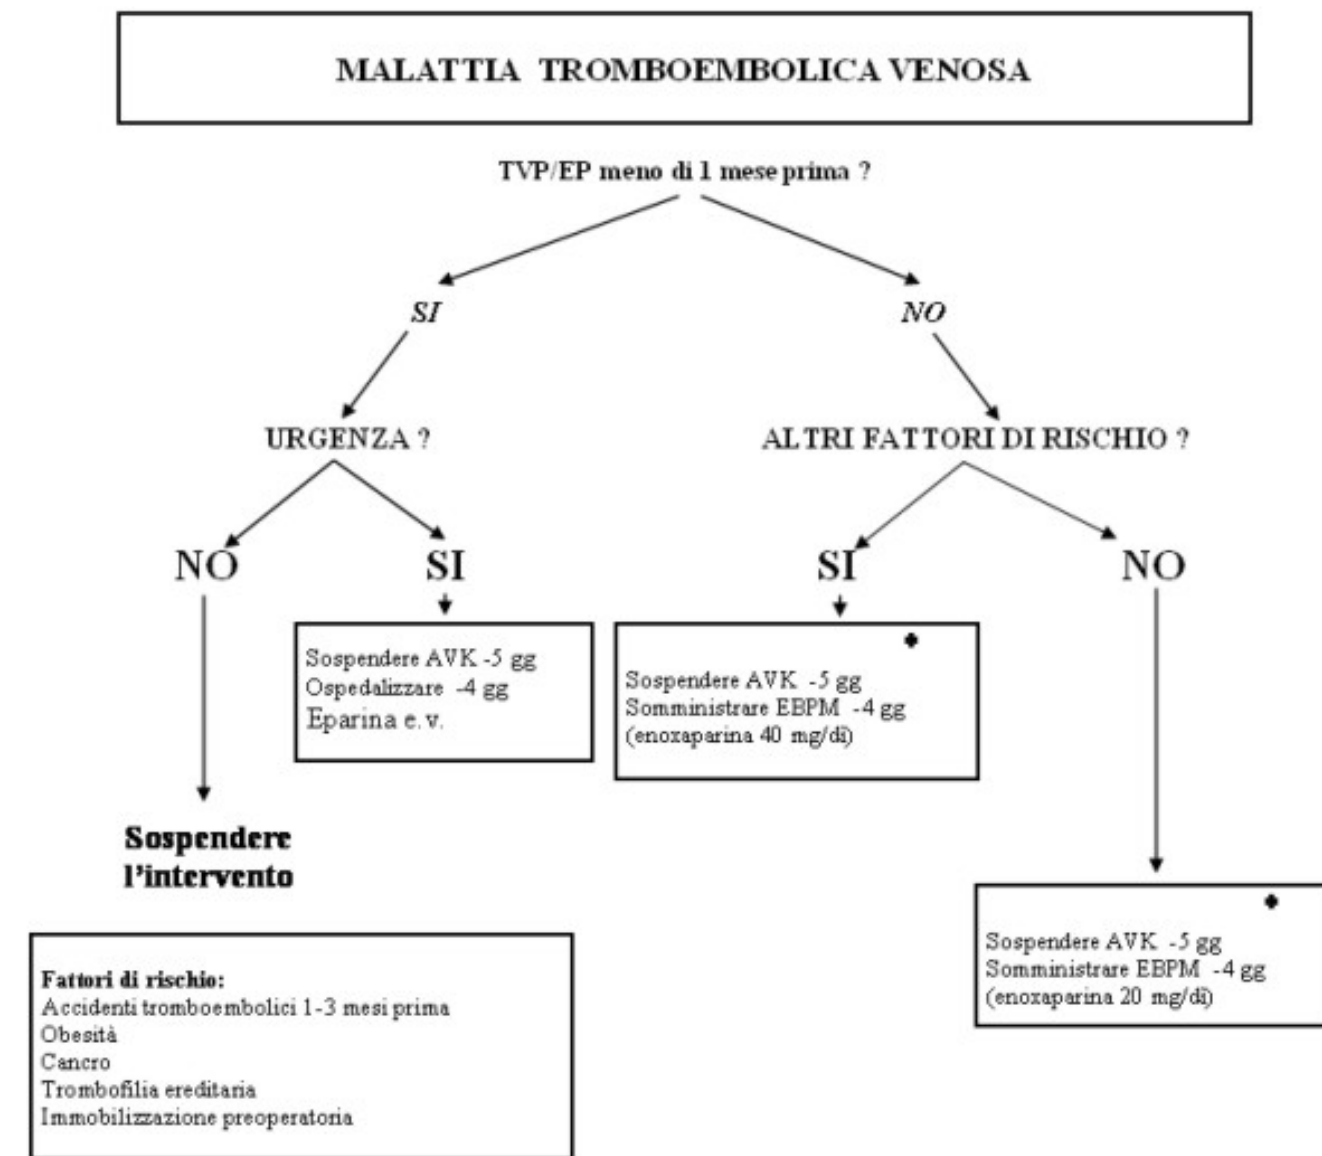 MALATTIA TROMBOEMBOLICA VENOSA
TVP/EP meno di 1 mese prima ?
SI
NO
URGENZA ?
ALTRI FATTORI DI RISCHIO ?
NO
SI
SI
NO
Sospendere AVK -5 gg
Ospedalizzare -4 gg
Eparina e.v.
Sospendere AVK -5 gg
Somministrare EBPM -4 gg
(enoxaparina 40 mg/di)
Sospendere
l'intervento
Sospendere AVK -5 gg
Somministrare EBPM -4 gg
(enoxaparina 20 mg/di)
Fattori di rischio:
Accidenti tromboembolici 1-3 mesi prima
Obesità
Cancro
Trombofilia ereditaria
Immobilizzazione preoperatoria